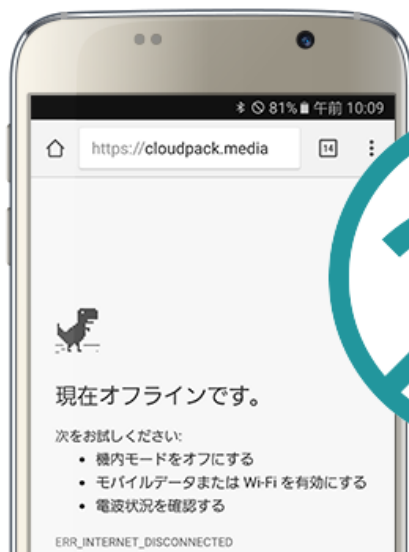 81% 午前 10:09
https://cloudpack.media 14
現在オフラインです。
次をお試しください:
• 機内モードをオフにする
• モバイルデータまたは Wi-Fi を有効にする
• 電波状況を確認する
ERR_INTERNET_DISCONNECTED